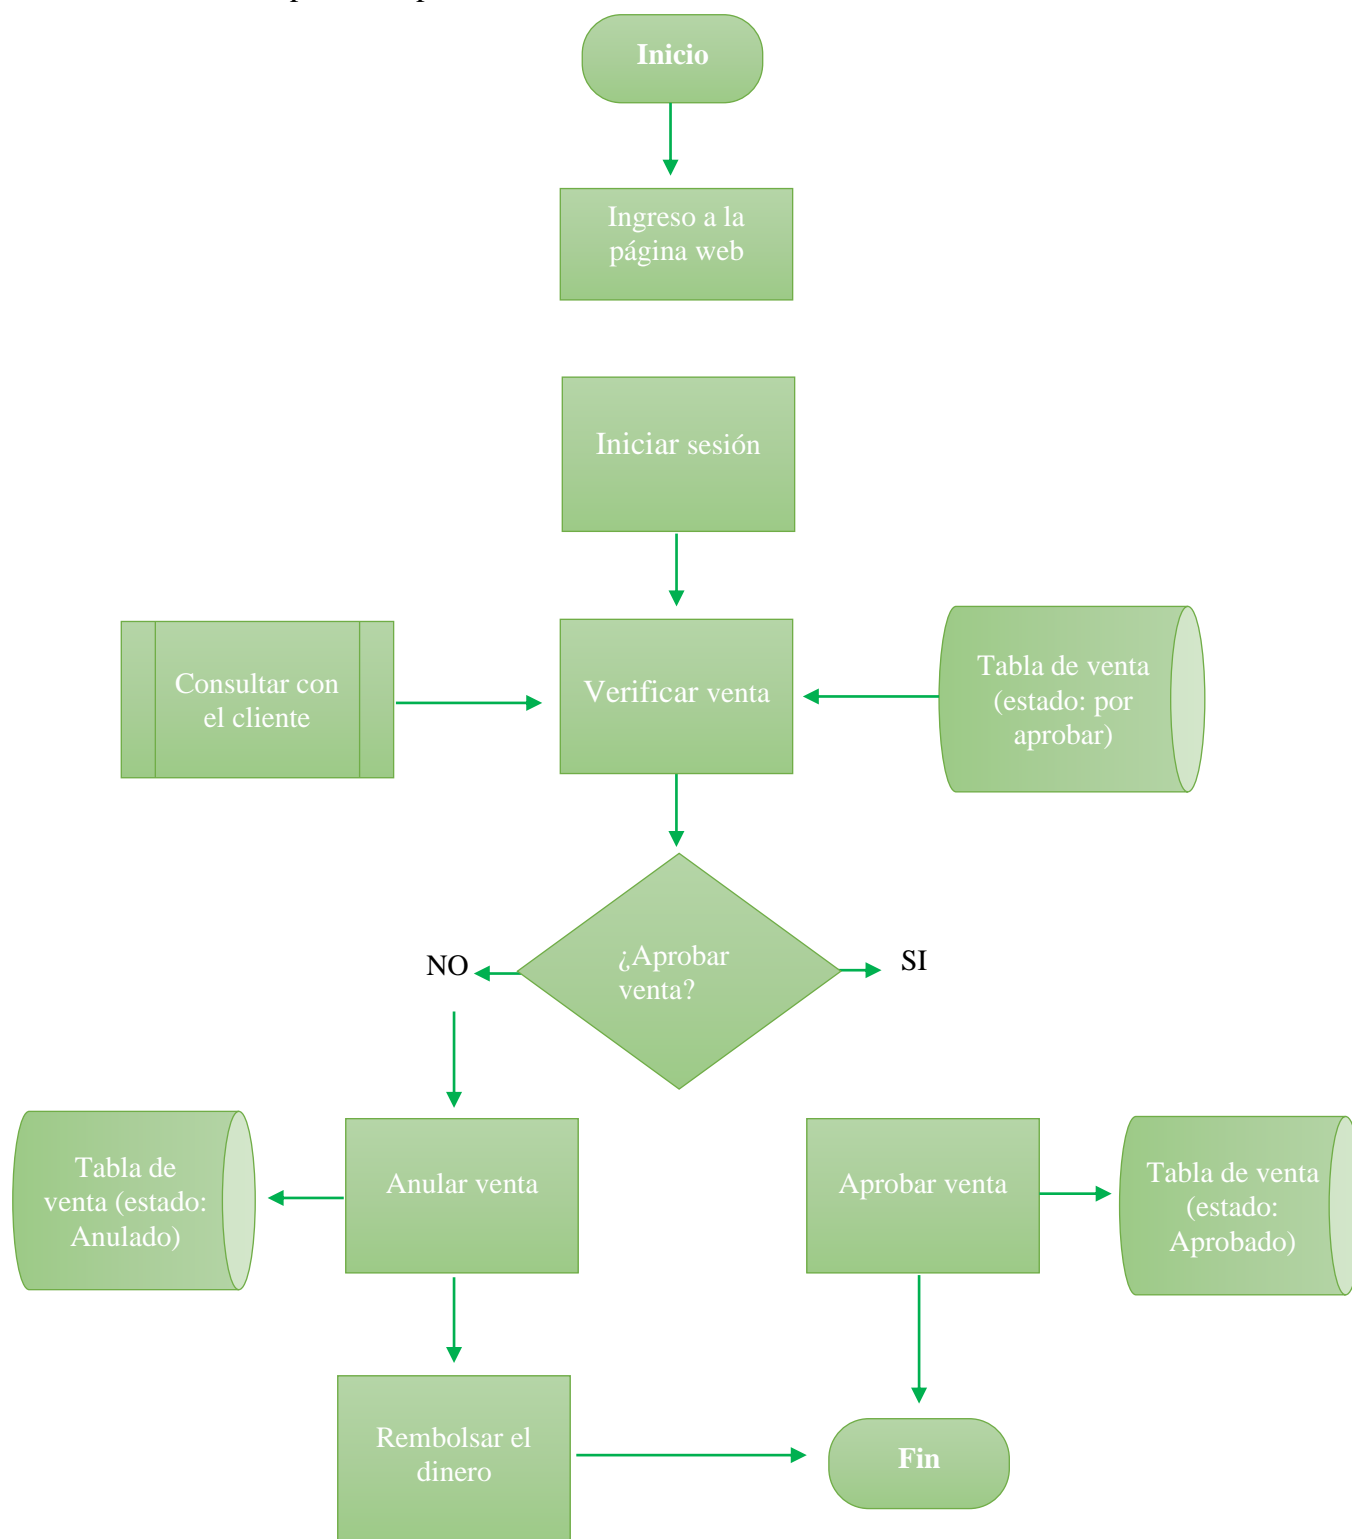 Inicio
Ingreso a la
página web
Iniciar sesión
Consultar con
el cliente
Verificar venta
Tabla de venta
(estado: por
aprobar)
¿Aprobar
venta?
NO
SI
Tabla de
venta (estado:
Anulado)
Anular venta
Aprobar venta
Tabla de venta
(estado:
Aprobado)
Rembolsar el
dinero
Fin